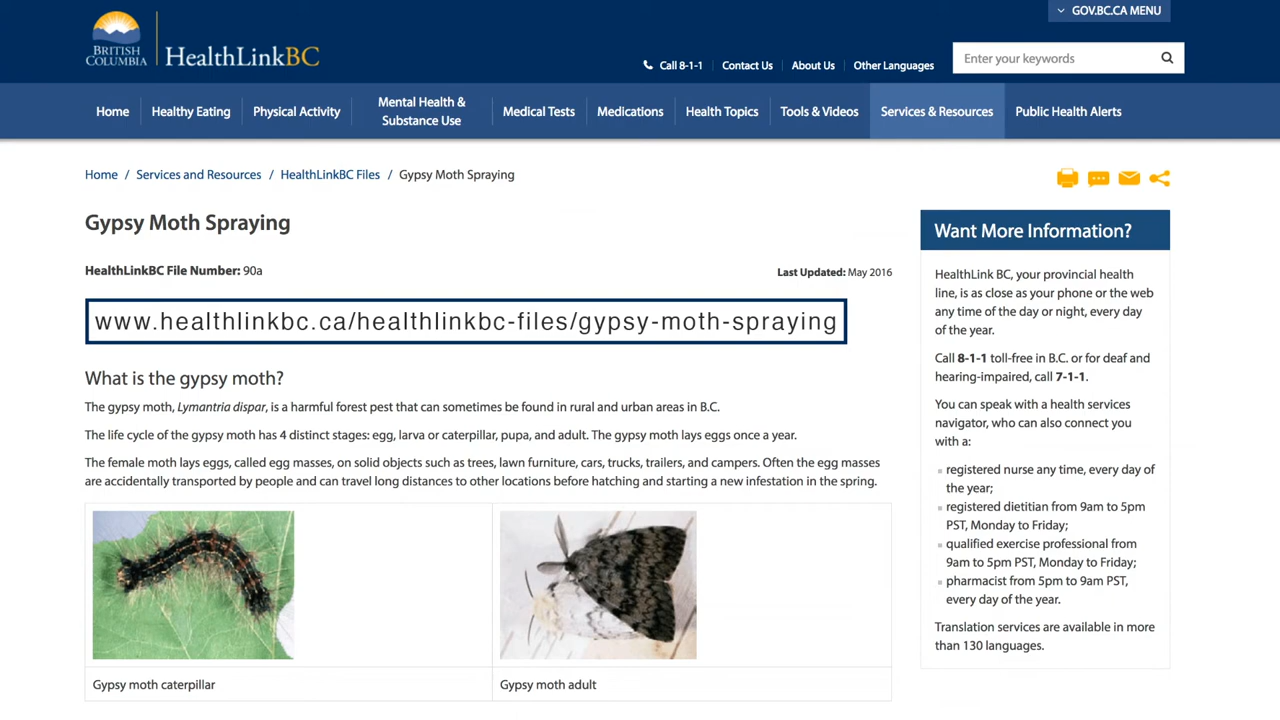 GOV.BC.CA MENU
BRITISH
COLUMBIA
HealthLinkBC
Call 8-1-1
Contact Us
About Us
Other Languages
Enter your keywords
Home
Healthy Eating
Physical Activity
Mental Health &
Substance Use
Medical Tests
Medications
Health Topics
Tools & Videos
Services & Resources
Public Health Alerts
Home / Services and Resources / HealthLinkBC Files / Gypsy Moth Spraying
Gypsy Moth Spraying
HealthLinkBC File Number: 90a
Last Updated: May 2016
www.healthlinkbc.ca/healthlinkbc-files/gypsy-moth-spraying
What is the gypsy moth?
The gypsy moth, Lymantria dispar, is a harmful forest pest that can sometimes be found in rural and urban areas in B.C.
The life cycle of the gypsy moth has 4 distinct stages: egg, larva or caterpillar, pupa, and adult. The gypsy moth lays eggs once a year.
The female moth lays eggs, called egg masses, on solid objects such as trees, lawn furniture, cars, trucks, trailers, and campers. Often the egg masses
are accidentally transported by people and can travel long distances to other locations before hatching and starting a new infestation in the spring.
Gypsy moth caterpillar
Gypsy moth adult
Want More Information?
HealthLink BC, your provincial health
line, is as close as your phone or the web
any time of the day or night, every day
of the year.
Call 8-1-1 toll-free in B.C. or for deaf and
hearing-impaired, call 7-1-1.
You can speak with a health services
navigator, who can also connect you
with a:
registered nurse any time, every day of
the year;
registered dietitian from 9am to 5pm
PST, Monday to Friday;
qualified exercise professional from
9am to 5pm PST, Monday to Friday;
pharmacist from 5pm to 9am PST,
every day of the year.
Translation services are available in more
than 130 languages.